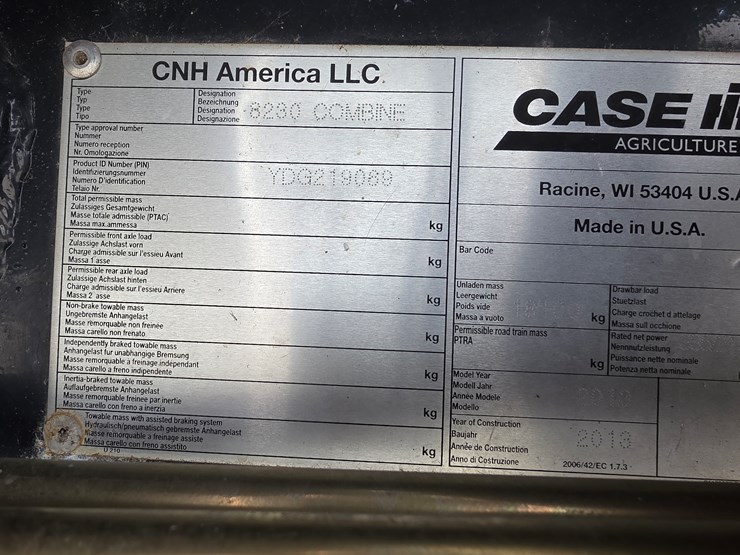 CNH America LLC
Type
Typ
Type
Tipo
Designation
Bezeichnung
Designation
Designazione
8230 COMBINE
Type approval number
Nummer
Numero reception
Nr. Omologazione
Product ID Number (PIN)
Identifizierungsnummer
Numero D'identification
Telaio Nr.
YDG219089
Total permissible mass
Zulassiges Gesamtgewicht
Masse totale admissible (PTAC)
Massa max.ammessa
kg
Permissible front axle load
Zulassige Achslast vorn
Charge admissible sur l'essieu Avant
Massa 1 asse
kg
Permissible rear axle load
Zulassige Achslast hinten
Charge admissible sur l'essieu Arriere
Massa 2 asse
kg
Non-brake towable mass
Ungebremste Anhangelast
Masse remorquable non freinee
Massa carello non frenato
kg
Independently braked towable mass
Anhangelast fur unabhangige Bremsung
Masse remorquable a freinage independant
Massa carello a freno indipendente
kg
Inertia-braked towable mass
Auflaufgebremste Anhangelast
Masse remorquable freinee par inertie
Massa carello con freno a inerzia
kg
Towable mass with assisted braking system
Hydraulisch/pneumatisch gebremste Anhangelast
Masse remorquable a freinage assiste
Massa carello con freno assistito
kg
CASE IH
AGRICULTURE
Racine, WI 53404 U.S.A
Made in U.S.A.
Bar Code
Unladen mass
Leergewicht
Poids vide
Massa a vuoto
kg
Drawbar load
Stuetzlast
Charge crochet d attelage
Massa sull occhione
Permissible road train mass
PTRA
kg
Rated net power
Nennnutzleistung
Puissance nette nominale
Potenza netta nominale
Model Year
Modell Jahr
Annee Modele
Modello
Year of Construction
Baujahr
Année de Construction
Anno di Costruzione
2013
2006/42/EC 1.7.3